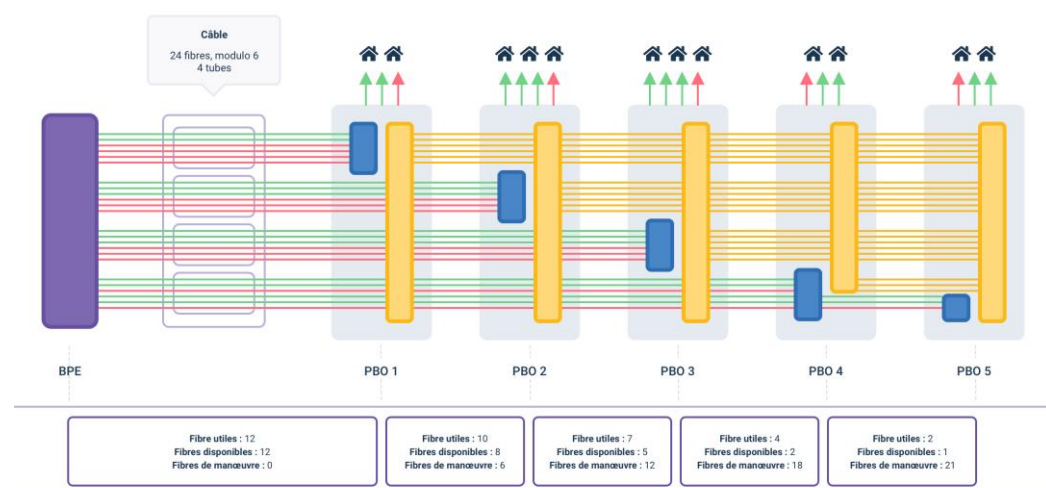 Câble
24 fibres, modulo 6
4 tubes
BPE
PBO 1
PBO 2
PBO 3
PBO 4
PBO 5
Fibre utiles : 12
Fibres disponibles : 12
Fibres de manœuvre : 0
Fibre utiles : 10
Fibres disponibles : 8
Fibres de manœuvre : 6
Fibre utiles : 7
Fibres disponibles : 5
Fibres de manœuvre : 12
Fibre utiles : 4
Fibres disponibles : 2
Fibres de manœuvre : 18
Fibre utiles : 2
Fibres disponibles : 1
Fibres de manœuvre : 21